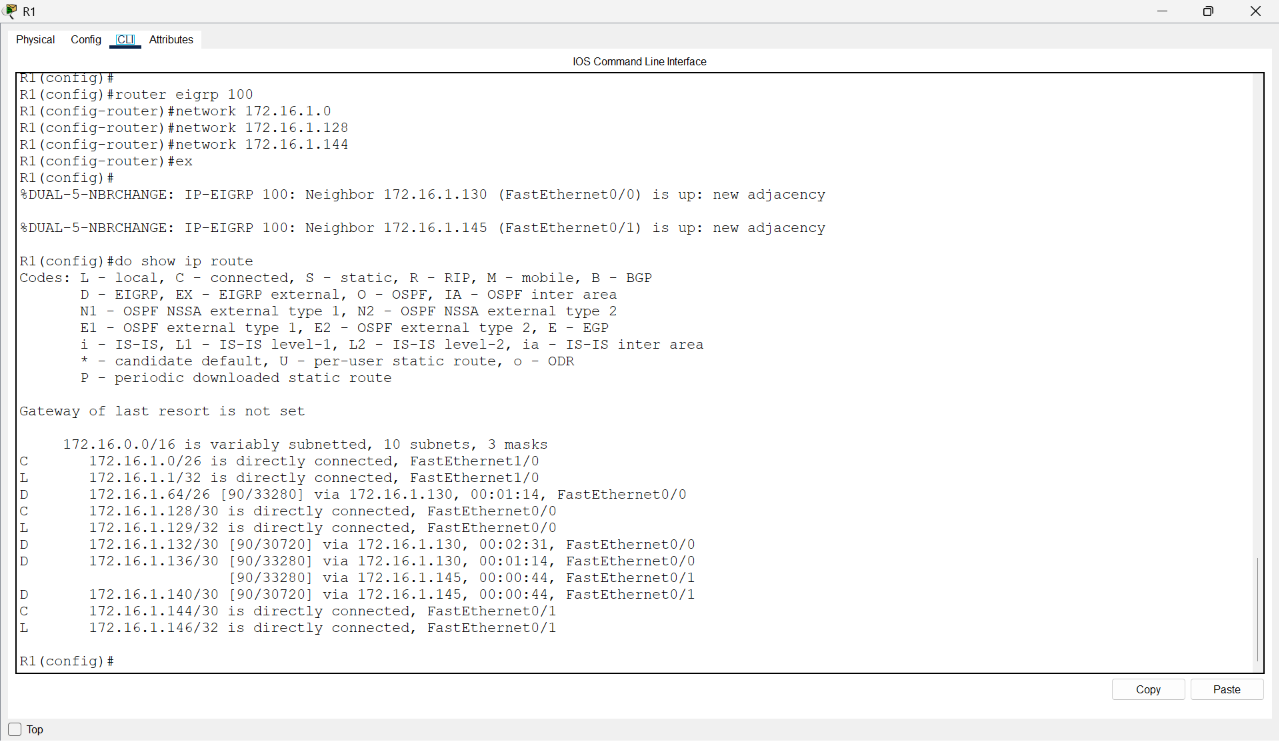 R1
Physical Config CLI Attributes
IOS Command Line Interface
R1(config)#
R1(config)#router eigrp 100
R1(config-router)#network 172.16.1.0
R1(config-router)#network 172.16.1.128
R1(config-router)#network 172.16.1.144
R1(config-router)#ex
R1(config)#
%DUAL-5-NBRCHANGE: IP-EIGRP 100: Neighbor 172.16.1.130 (FastEthernet0/0) is up: new adjacency
%DUAL-5-NBRCHANGE: IP-EIGRP 100: Neighbor 172.16.1.145 (FastEthernet0/1) is up: new adjacency
R1(config)#do show ip route
Codes: L - local, C - connected, S - static, R - RIP, M - mobile, B - BGP
D - EIGRP, EX - EIGRP external, O - OSPF, IA - OSPF inter area
N1 - OSPF NSSA external type 1, N2 - OSPF NSSA external type 2
E1 - OSPF external type 1, E2 - OSPF external type 2, E - EGP
i - IS-IS, L1 - IS-IS level-1, L2 - IS-IS level-2, ia - IS-IS inter area
* - candidate default, U - per-user static route, o - ODR
P - periodic downloaded static route
Gateway of last resort is not set
172.16.0.0/16 is variably subnetted, 10 subnets, 3 masks
C 172.16.1.0/26 is directly connected, FastEthernet1/0
L 172.16.1.1/32 is directly connected, FastEthernet1/0
D 172.16.1.64/26 [90/33280] via 172.16.1.130, 00:01:14, FastEthernet0/0
C 172.16.1.128/30 is directly connected, FastEthernet0/0
L 172.16.1.129/32 is directly connected, FastEthernet0/0
D 172.16.1.132/30 [90/30720] via 172.16.1.130, 00:02:31, FastEthernet0/0
D 172.16.1.136/30 [90/33280] via 172.16.1.130, 00:01:14, FastEthernet0/0
[90/33280] via 172.16.1.145, 00:00:44, FastEthernet0/1
D 172.16.1.140/30 [90/30720] via 172.16.1.145, 00:00:44, FastEthernet0/1
C 172.16.1.144/30 is directly connected, FastEthernet0/1
L 172.16.1.146/32 is directly connected, FastEthernet0/1
R1(config)#
Copy Paste
Top